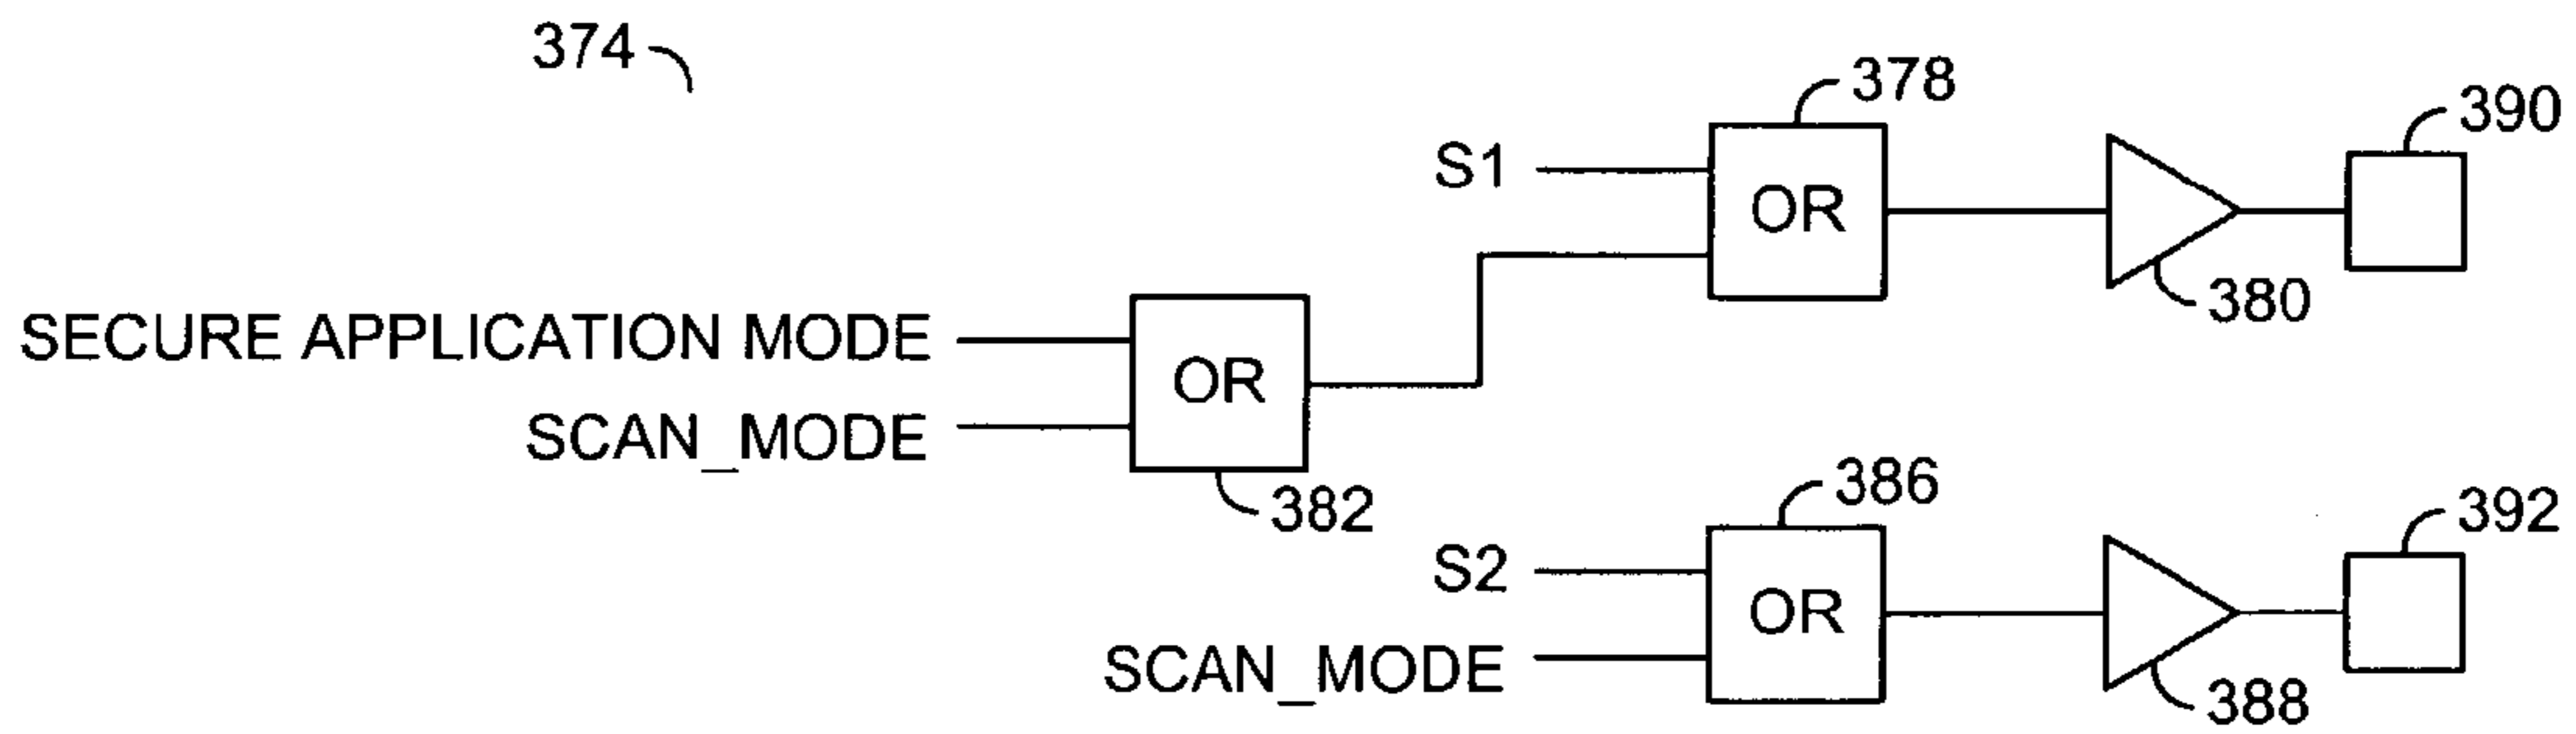 374
378
390
S1
OR
380
SECURE APPLICATION MODE
OR
SCAN_MODE
382
386
392
S2
OR
SCAN_MODE
388